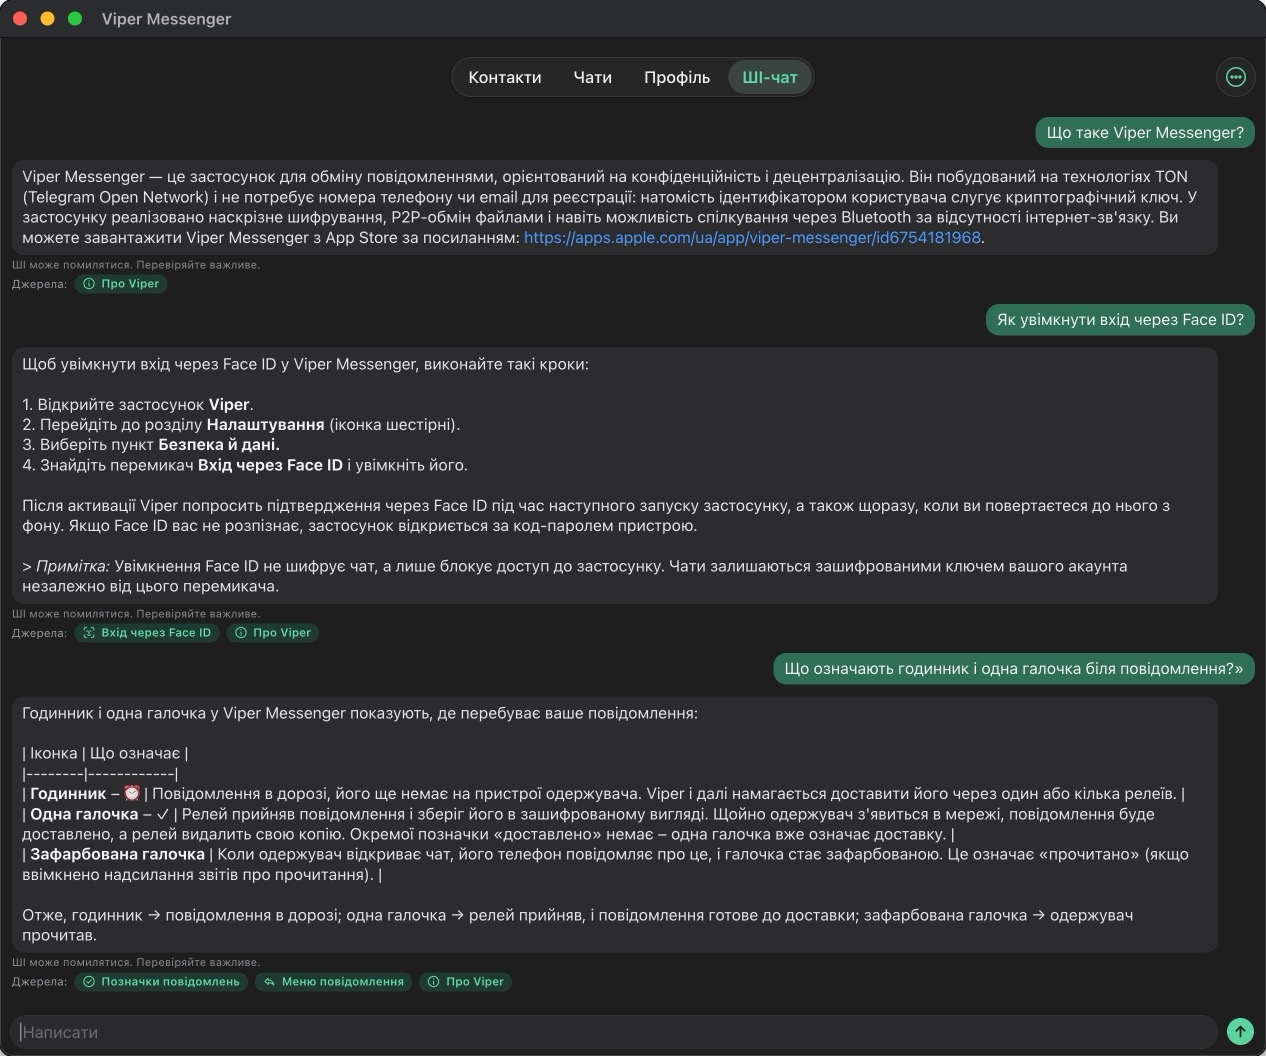 Viper Messenger
Контакти
Чати
Профіль
ШІ-чат
Що таке Viper Messenger?
Viper Messenger — це застосунок для обміну повідомленнями, орієнтований на конфіденційність і децентралізацію. Він побудований на технологіях TON
(Telegram Open Network) і не потребує номера телефону чи email для реєстрації: натомість ідентифікатором користувача слугує криптографічний ключ. У
застосунку реалізовано наскрізне шифрування, P2P-обмін файлами і навіть можливість спілкування через Bluetooth за відсутності інтернет-зв'язку. Ви
можете завантажити Viper Messenger з App Store за посиланням: https://apps.apple.com/ua/app/viper-messenger/id6754181968.
ШІ може помилятися. Перевіряйте важливе.
Джерела: Про Viper
Як увімкнути вхід через Face ID?
Щоб увімкнути вхід через Face ID у Viper Messenger, виконайте такі кроки:
1. Відкрийте застосунок Viper.
2. Перейдіть до розділу Налаштування (іконка шестірні).
3. Виберіть пункт Безпека й дані.
4. Знайдіть перемикач Вхід через Face ID і увімкніть його.
Після активації Viper попросить підтвердження через Face ID під час наступного запуску застосунку, а також щоразу, коли ви повертаєтеся до нього з
фону. Якщо Face ID вас не розпізнає, застосунок відкриється за код-паролем пристрою.
> Примітка: Увімкнення Face ID не шифрує чат, а лише блокує доступ до застосунку. Чати залишаються зашифрованими ключем вашого акаунта
незалежно від цього перемикача.
ШІ може помилятися. Перевіряйте важливе.
Джерела: Вхід через Face ID Про Viper
Що означають годинник і одна галочка біля повідомлення?»
Годинник і одна галочка у Viper Messenger показують, де перебуває ваше повідомлення:
| Іконка | Що означає |
|--------|------------|
| Годинник – ⏰ | Повідомлення в дорозі, його ще немає на пристрої одержувача. Viper і далі намагається доставити його через один або кілька релеїв. |
| Одна галочка – ✓ | Релей прийняв повідомлення і зберіг його в зашифрованому вигляді. Щойно одержувач з'явиться в мережі, повідомлення буде
доставлено, а релей видалить свою копію. Окремої позначки «доставлено» немає – одна галочка вже означає доставку. |
| Зафарбована галочка | Коли одержувач відкриває чат, його телефон повідомляє про це, і галочка стає зафарбованою. Це означає «прочитано» (якщо
ввімкнено надсилання звітів про прочитання). |
Отже, годинник → повідомлення в дорозі; одна галочка → релей прийняв, і повідомлення готове до доставки; зафарбована галочка → одержувач
прочитав.
ШІ може помилятися. Перевіряйте важливе.
Джерела: Позначки повідомлень Меню повідомлення Про Viper
Написати